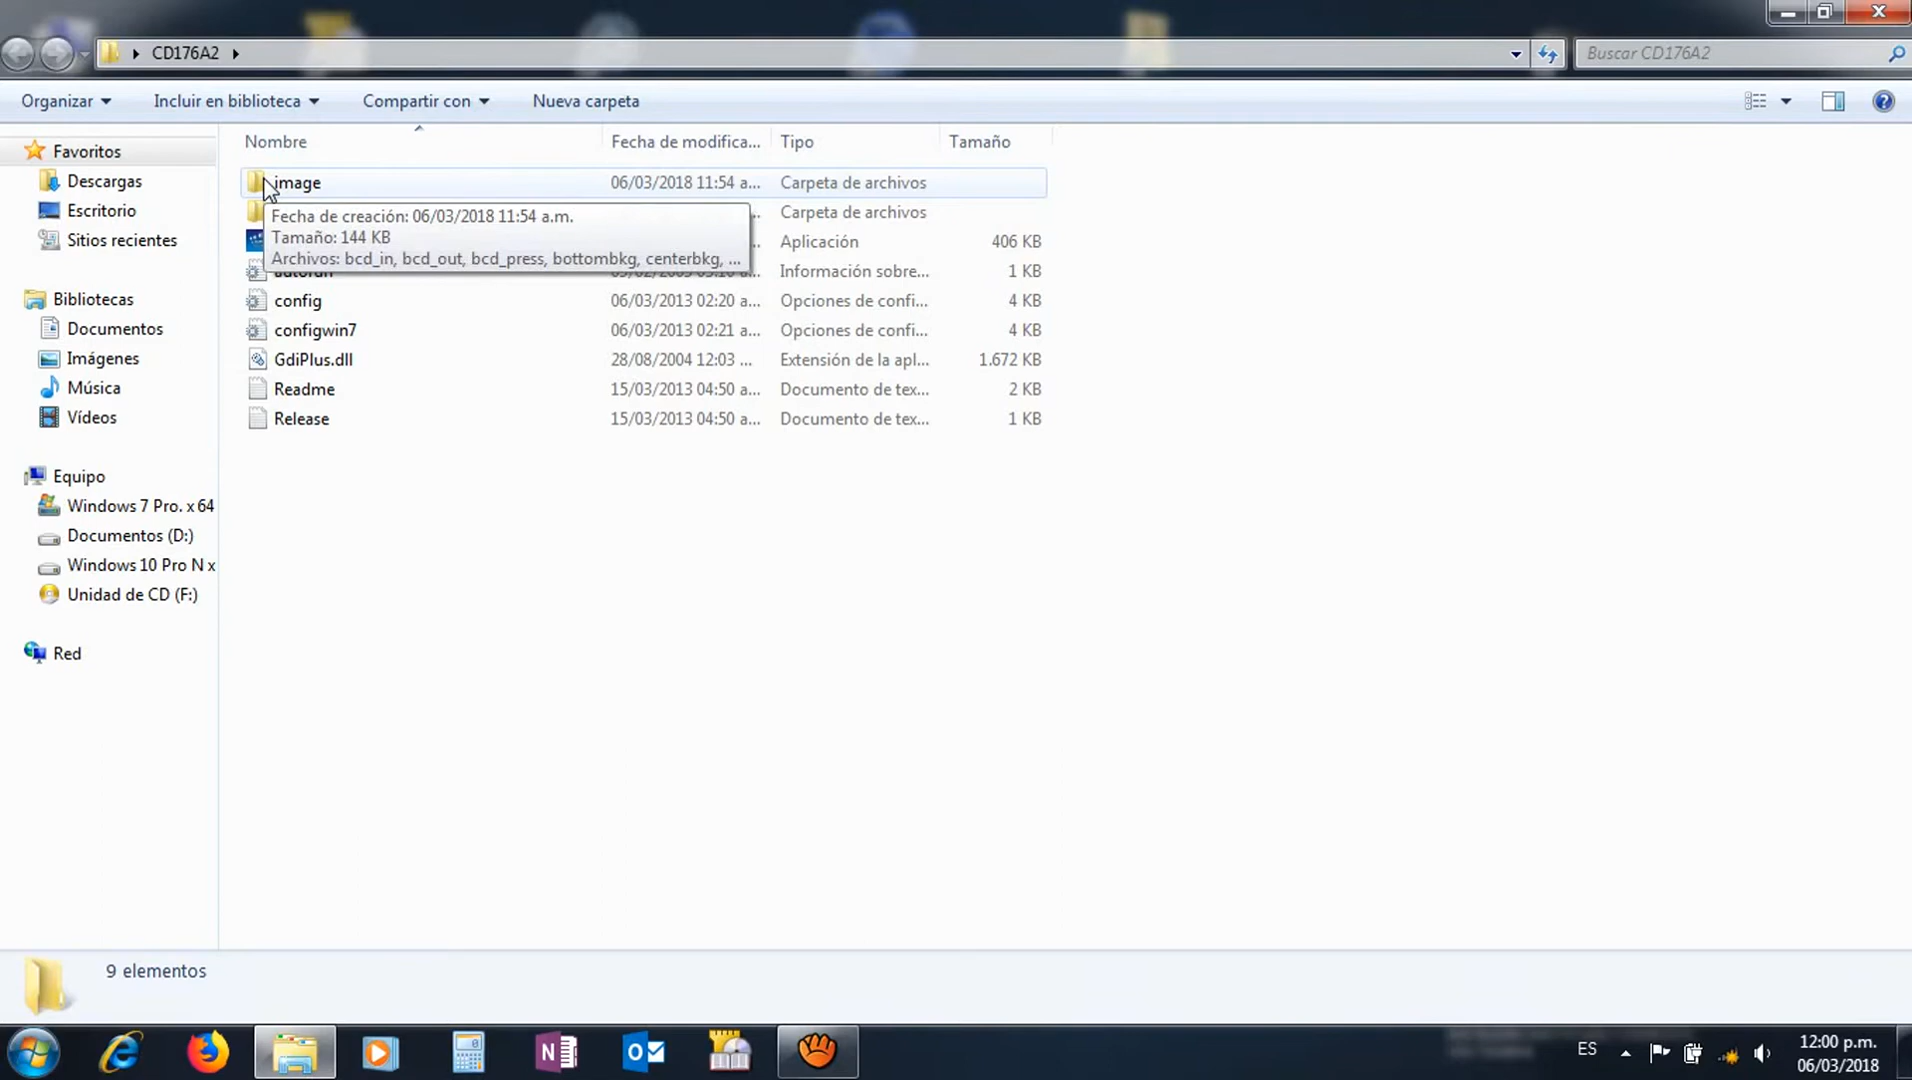 CD176A2
Buscar CD176A2
Organizar
Incluir en biblioteca
Compartir con
Nueva carpeta
Nombre
Fecha de modifica...
Tipo
Tamaño
Favoritos
Descargas
Escritorio
Sitios recientes
Bibliotecas
Documentos
Imágenes
Música
Vídeos
Equipo
Windows 7 Pro. x 64
Documentos (D:)
Windows 10 Pro N x
Unidad de CD (F:)
Red
image 06/03/2018 11:54 a... Carpeta de archivos
Carpeta de archivos
Fecha de creación: 06/03/2018 11:54 a.m.
Tamaño: 144 KB
Archivos: bcd_in, bcd_out, bcd_press, bottombkg, centerbkg, ...
Aplicación 406 KB
Información sobre... 1 KB
config 06/03/2013 02:20 a... Opciones de confi... 4 KB
configwin7 06/03/2013 02:21 a... Opciones de confi... 4 KB
GdiPlus.dll 28/08/2004 12:03 ... Extensión de la apl... 1.672 KB
Readme 15/03/2013 04:50 a... Documento de tex... 2 KB
Release 15/03/2013 04:50 a... Documento de tex... 1 KB
9 elementos
ES
12:00 p.m.
06/03/2018